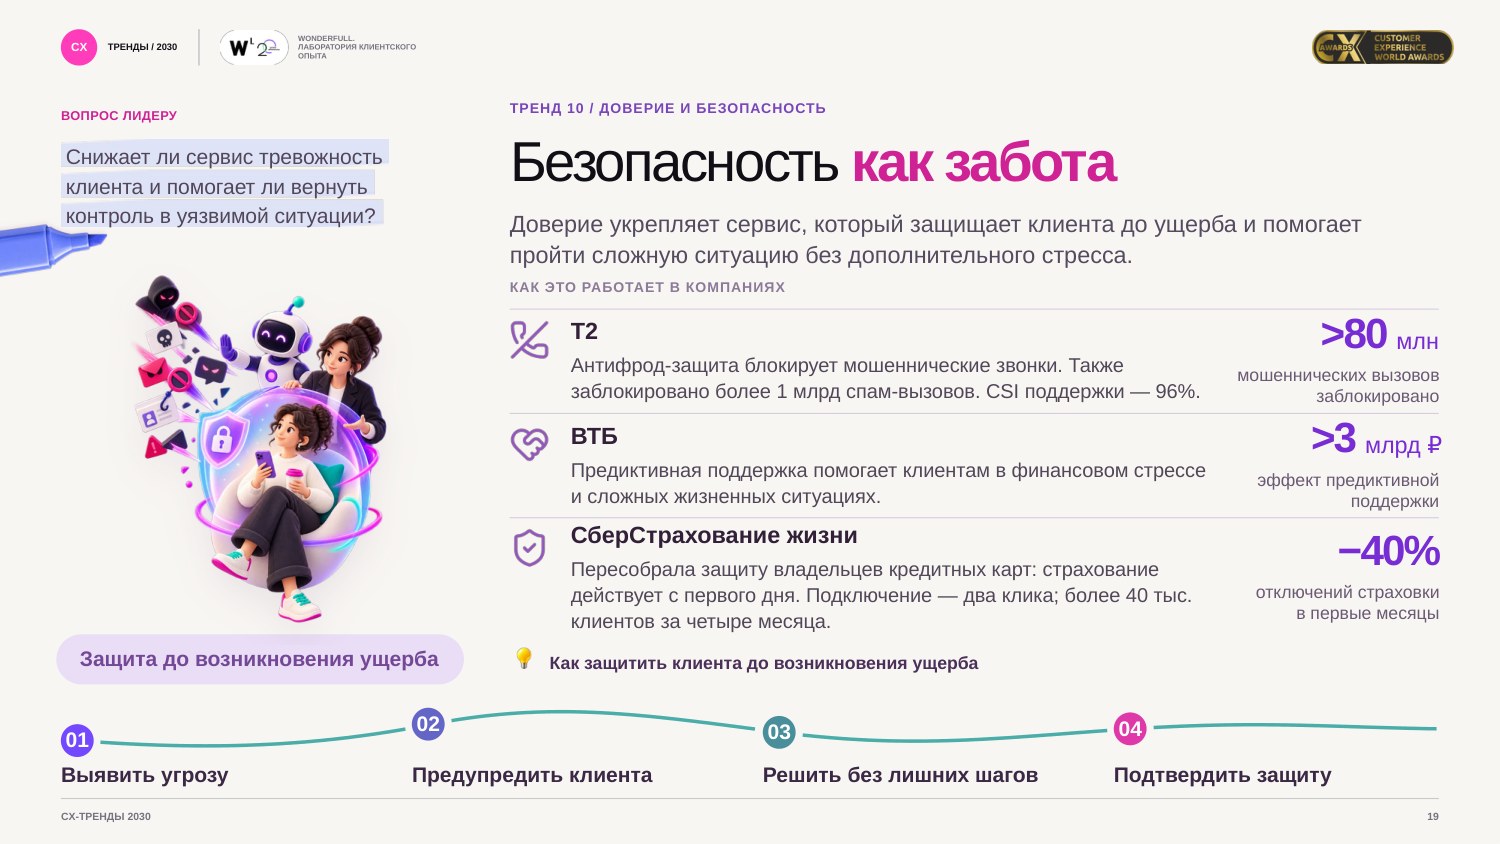 CX
ТРЕНДЫ / 2030
W L 20
WONDERFULL.
ЛАБОРАТОРИЯ КЛИЕНТСКОГО
ОПЫТА
AWARDS CX
CUSTOMER
EXPERIENCE
WORLD AWARDS
ВОПРОС ЛИДЕРУ
Снижает ли сервис тревожность
клиента и помогает ли вернуть
контроль в уязвимой ситуации?
Защита до возникновения ущерба
ТРЕНД 10 / ДОВЕРИЕ И БЕЗОПАСНОСТЬ
Безопасность как забота
Доверие укрепляет сервис, который защищает клиента до ущерба и помогает
пройти сложную ситуацию без дополнительного стресса.
КАК ЭТО РАБОТАЕТ В КОМПАНИЯХ
Т2
Антифрод-защита блокирует мошеннические звонки. Также
заблокировано более 1 млрд спам-вызовов. CSI поддержки — 96%.
>80 млн
мошеннических вызовов
заблокировано
ВТБ
Предиктивная поддержка помогает клиентам в финансовом стрессе
и сложных жизненных ситуациях.
>3 млрд ₽
эффект предиктивной
поддержки
СберСтрахование жизни
Пересобрала защиту владельцев кредитных карт: страхование
действует с первого дня. Подключение — два клика; более 40 тыс.
клиентов за четыре месяца.
−40%
отключений страховки
в первые месяцы
Как защитить клиента до возникновения ущерба
01
Выявить угрозу
02
Предупредить клиента
03
Решить без лишних шагов
04
Подтвердить защиту
CX-ТРЕНДЫ 2030
19